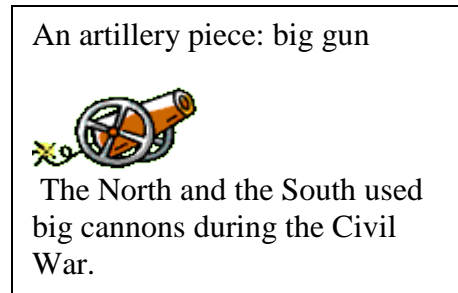 An artillery piece: big gun
The North and the South used
big cannons during the Civil
War.